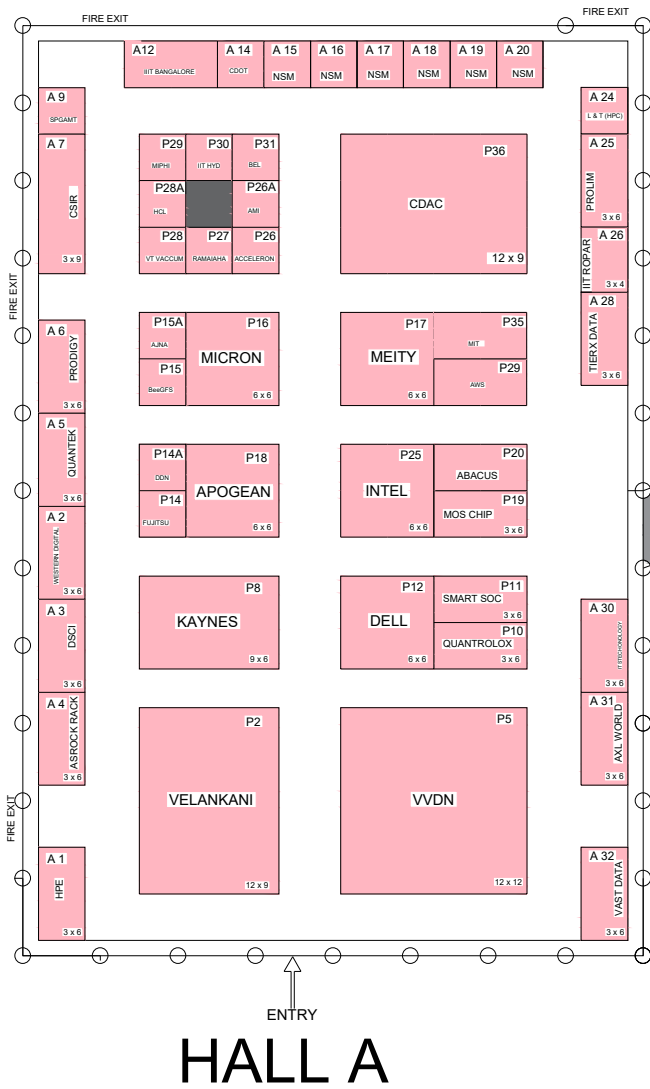 FIRE EXIT
FIRE EXIT
A12
IIIT BANGALORE
A 14
CDOT
A 15
NSM
A 16
NSM
A 17
NSM
A 18
NSM
A 19
NSM
A 20
NSM
A 9
SPGAMT
A 7
CSIR
3 x 9
A 24
L & T (HPC)
A 25
PROLIM
3 x 6
A 26
IIT ROPAR
3 x 4
A 28
TIERX DATA
3 x 6
P29
MIPHI
P30
IIT HYD
P31
BEL
P28A
HCL
P26A
AMI
P28
VT VACCUM
P27
RAMAIAHA
P26
ACCELERON
P36
CDAC
12 x 9
FIRE EXIT
A 6
PRODIGY
3 x 6
P15A
AJNA
P15
BeeGFS
P16
MICRON
6 x 6
P17
MEITY
6 x 6
P35
MIT
P29
AWS
A 5
QUANTEK
3 x 6
P14A
DDN
P14
FUJITSU
P18
APOGEAN
6 x 6
P25
INTEL
6 x 6
P20
ABACUS
P19
MOS CHIP
3 x 6
A 2
WESTERN DIGITAL
3 x 6
A 3
DSCI
3 x 6
P8
KAYNES
9 x 6
P12
DELL
6 x 6
P11
SMART SOC
3 x 6
P10
QUANTROLOX
3 x 6
A 30
3 x 6
A 4
ASROCK RACK
3 x 6
A 31
AXL WORLD
3 x 6
P2
VELANKANI
12 x 9
P5
VVDN
12 x 12
FIRE EXIT
A 1
HPE
3 x 6
A 32
VAST DATA
3 x 6
ENTRY
HALL A